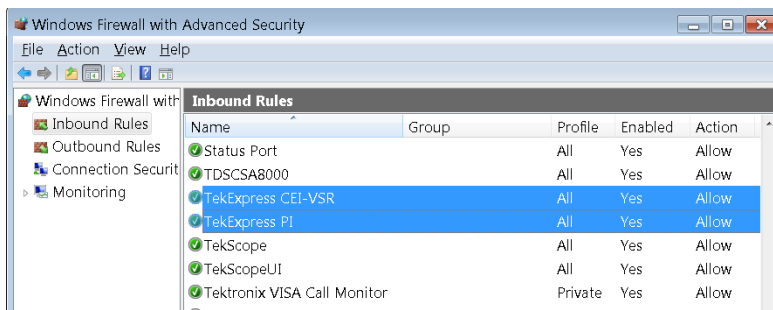 Windows Firewall with Advanced Security
File Action View Help
Windows Firewall with
Inbound Rules
Outbound Rules
Connection Securit
Monitoring
Inbound Rules
Name Group Profile Enabled Action
Status Port All Yes Allow
TDSCSA8000 All Yes Allow
TekExpress CEI-VSR All Yes Allow
TekExpress PI All Yes Allow
TekScope All Yes Allow
TekScopeUI All Yes Allow
Tektronix VISA Call Monitor Private Yes Allow